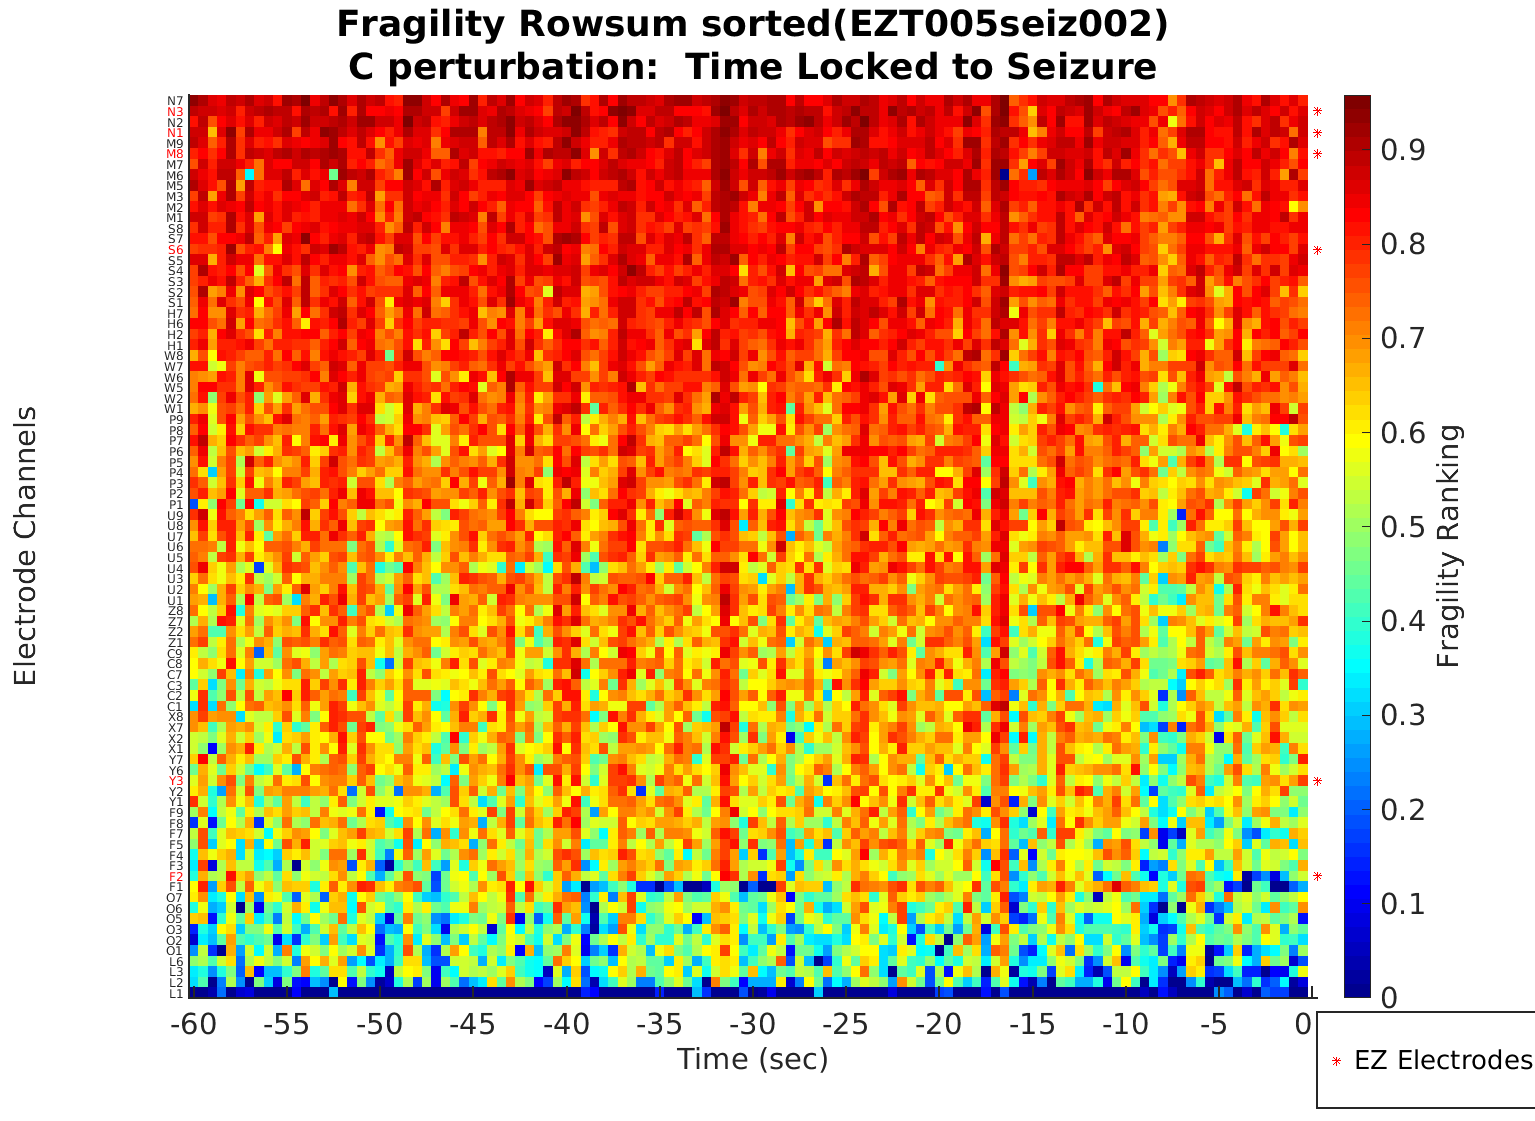 Fragility Rowsum sorted(EZT005seiz002)
C perturbation:  Time Locked to Seizure
N7
N3
N2
N1
M9
M8
M7
M6
M5
M3
M2
M1
S8
S7
S6
S5
S4
S3
S2
S1
H7
H6
H2
H1
W8
W7
W6
W5
W2
W1
P9
P8
P7
P6
P5
P4
P3
P2
P1
U9
U8
U7
U6
U5
U4
U3
U2
U1
Z8
Z7
Z2
Z1
C9
C8
C7
C3
C2
C1
X8
X7
X2
X1
Y7
Y6
Y3
Y2
Y1
F9
F8
F7
F5
F4
F3
F2
F1
O7
O6
O5
O3
O2
O1
L6
L3
L2
L1
Electrode Channels
-60 -55 -50 -45 -40 -35 -30 -25 -20 -15 -10 -5 0
Time (sec)
0.9
0.8
0.7
0.6
0.5
0.4
0.3
0.2
0.1
0
Fragility Ranking
EZ Electrodes